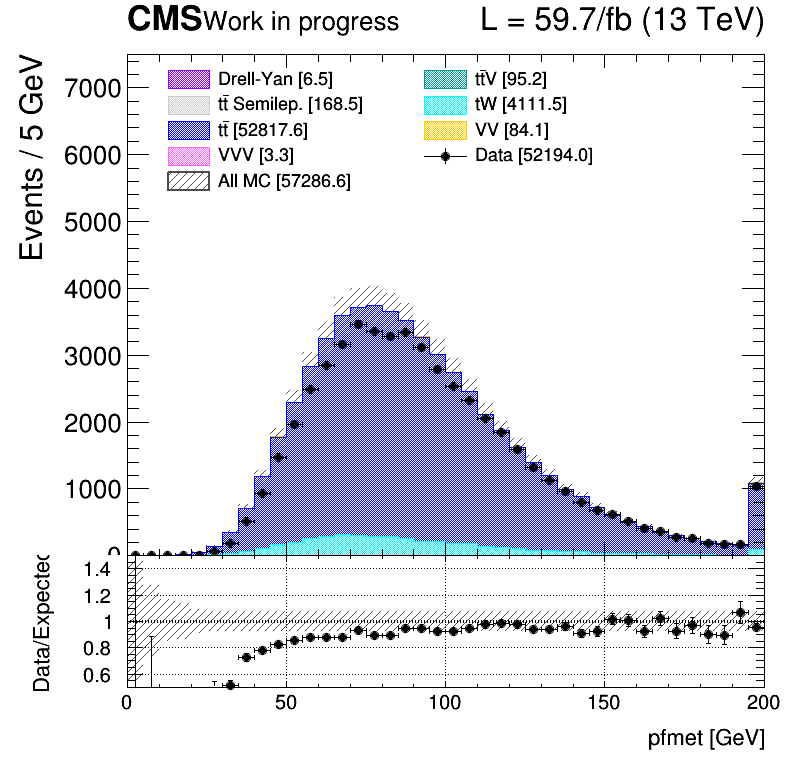 CMS Work in progress L = 59.7/fb (13 TeV)
Events / 5 GeV
7000
6000
5000
4000
3000
2000
1000
0
Drell-Yan [6.5]
tt̄ Semilep. [168.5]
tt̄ [52817.6]
VVV [3.3]
All MC [57286.6]
tt̄V [95.2]
tW [4111.5]
VV [84.1]
Data [52194.0]
Data/Expected
1.4
1.2
1
0.8
0.6
0 50 100 150 200
pfmet [GeV]